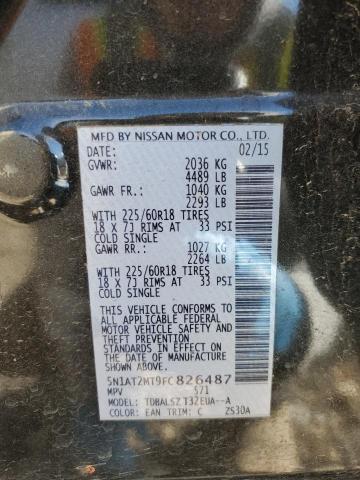 MFD BY NISSAN MOTOR CO., LTD.
DATE: 02/15
GVWR: 2036 KG
4489 LB
GAWR FR.: 1040 KG
2293 LB
WITH 225/60R18 TIRES
18 X 7J RIMS AT 33 PSI
COLD SINGLE
GAWR RR.: 1027 KG
2264 LB
WITH 225/60R18 TIRES
18 X 7J RIMS AT 33 PSI
COLD SINGLE
THIS VEHICLE CONFORMS TO
ALL APPLICABLE FEDERAL
MOTOR VEHICLE SAFETY AND
AND THEFT PREVENTION
STANDARDS IN EFFECT ON
THE DATE OF MANUFACTURE
SHOWN ABOVE.
5N1AT2MT9FC826487
MPV 571
MODEL: TDBALSZ T32EUA--A
COLOR: EAN TRIM: C ZS30A